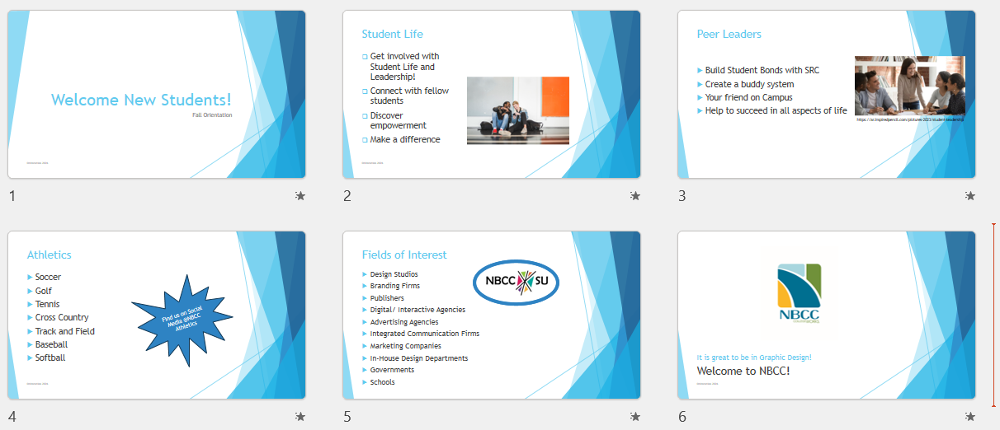 Welcome New Students!
Fall Orientation
1
Student Life
Get involved with
Student Life and
Leadership!
Connect with fellow
students
Discover
empowerment
Make a difference
2
Peer Leaders
Build Student Bonds with SRC
Create a buddy system
Your friend on Campus
Help to succeed in all aspects of life
3
Athletics
Soccer
Golf
Tennis
Cross Country
Track and Field
Baseball
Softball
Find us on Social
Media @NBCC
Athletics
4
Fields of Interest
Design Studios
Branding Firms
Publishers
Digital/ Interactive Agencies
Advertising Agencies
Integrated Communication Firms
Marketing Companies
In-House Design Departments
Governments
Schools
NBCC SU
5
NBCC
It is great to be in Graphic Design!
Welcome to NBCC!
6